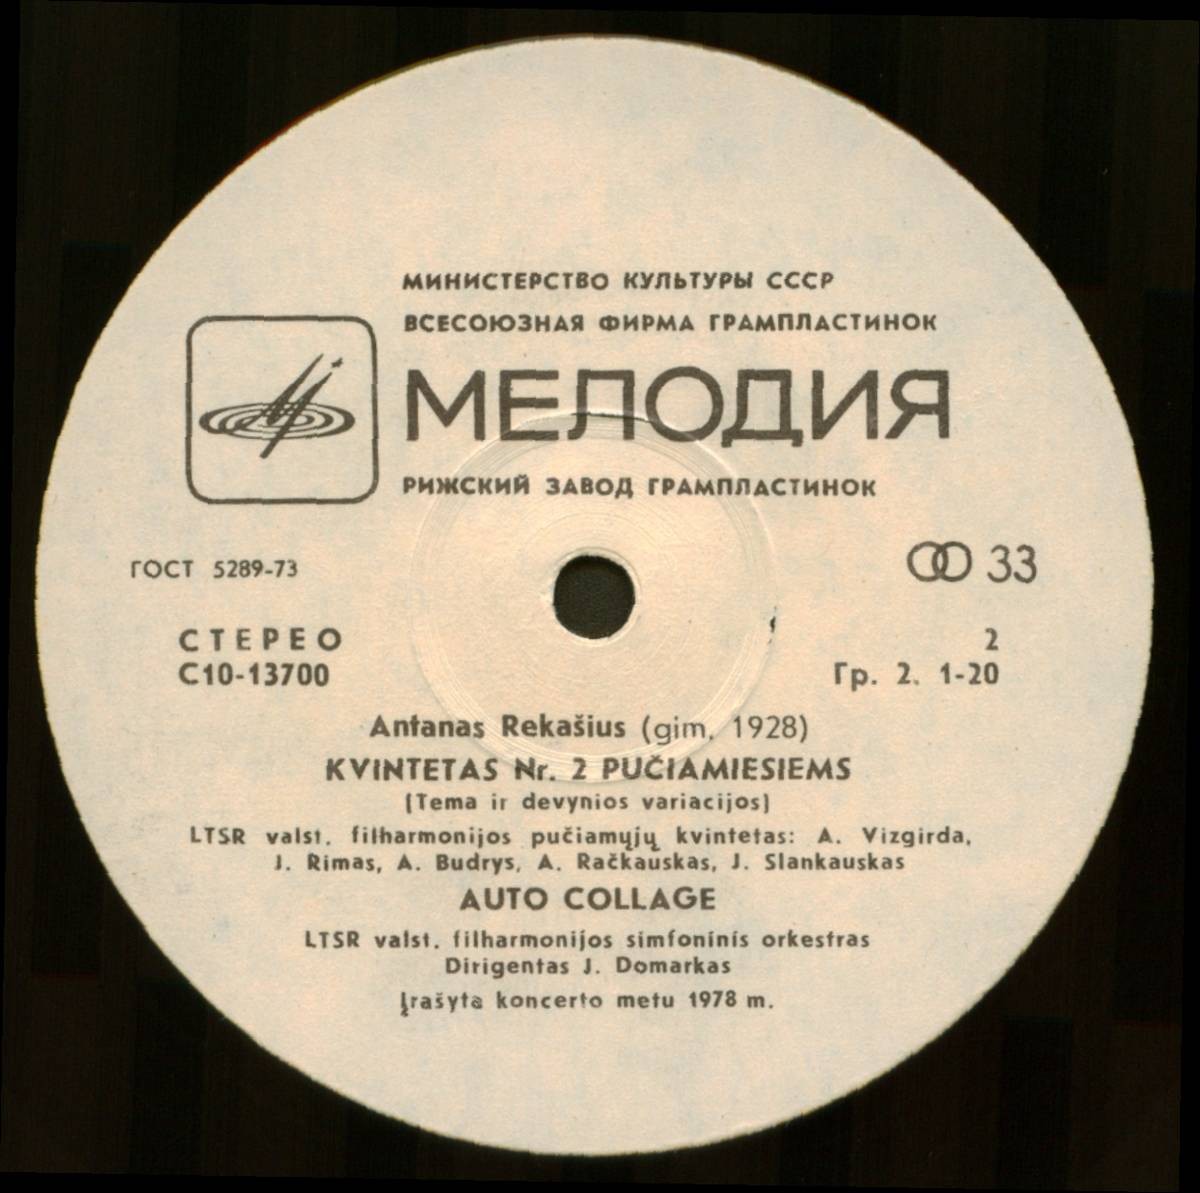 МИНИСТЕРСТВО КУЛЬТУРЫ СССР
ВСЕСОЮЗНАЯ ФИРМА ГРАМПЛАСТИНОК
МЕЛОДИЯ
РИЖСКИЙ ЗАВОД ГРАМПЛАСТИНОК
ГОСТ 5289-73
33
СТЕРЕО
2
С10-13700
Гр. 2. 1-20
Antanas Rekašius (gim. 1928)
KVINTETAS Nr. 2 PUČIAMIESIEMS
(Tema ir devynios variacijos)
LTSR valst. filharmonijos pučiamųjų kvintetas: A. Vizgirda,
J. Rimas, A. Budrys, A. Račkauskas, J. Slankauskas
AUTO COLLAGE
LTSR valst. filharmonijos simfoninis orkestras
Dirigentas J. Domarkas
Įrašyta koncerto metu 1978 m.